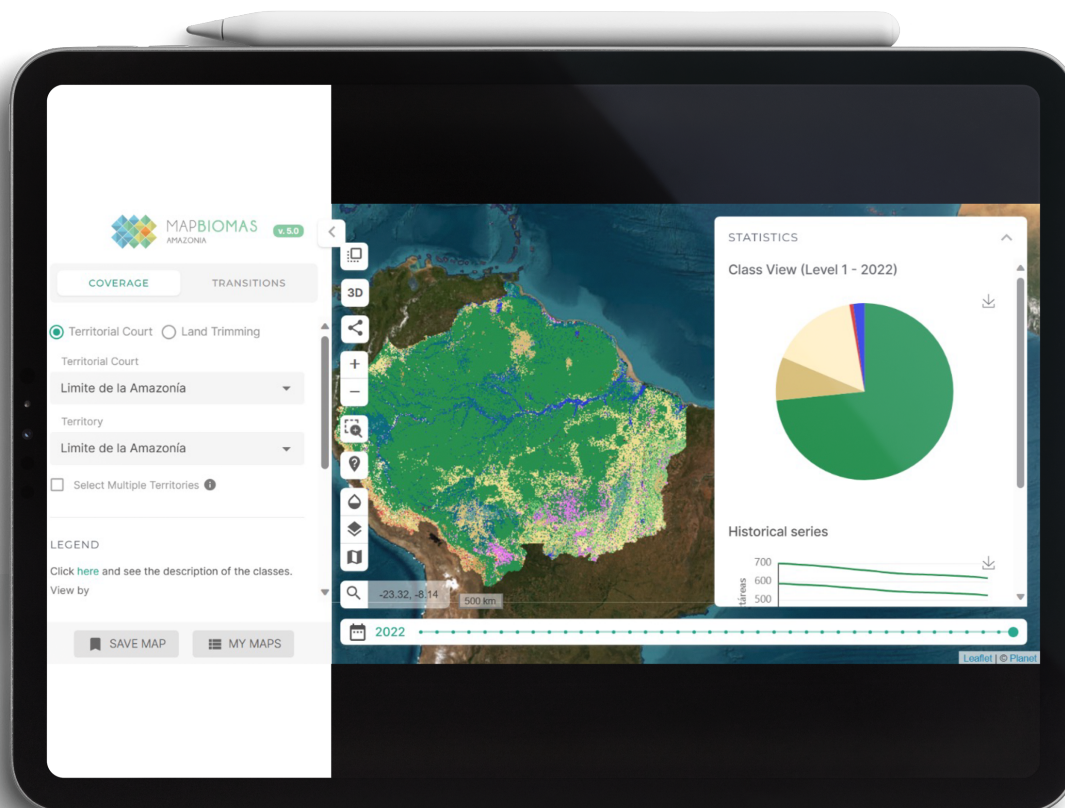 MAPBIOMAS
AMAZONIA
v. 5.0
COVERAGE
TRANSITIONS
Territorial Court
Land Trimming
Territorial Court
Limite de la Amazonía
Territory
Limite de la Amazonía
Select Multiple Territories
LEGEND
Click here and see the description of the classes.
View by
SAVE MAP
MY MAPS
3D
-23.32, -8.14
500 km
2022
STATISTICS
Class View (Level 1 - 2022)
Historical series
700
600
500
táreas
Leaflet | © Planet